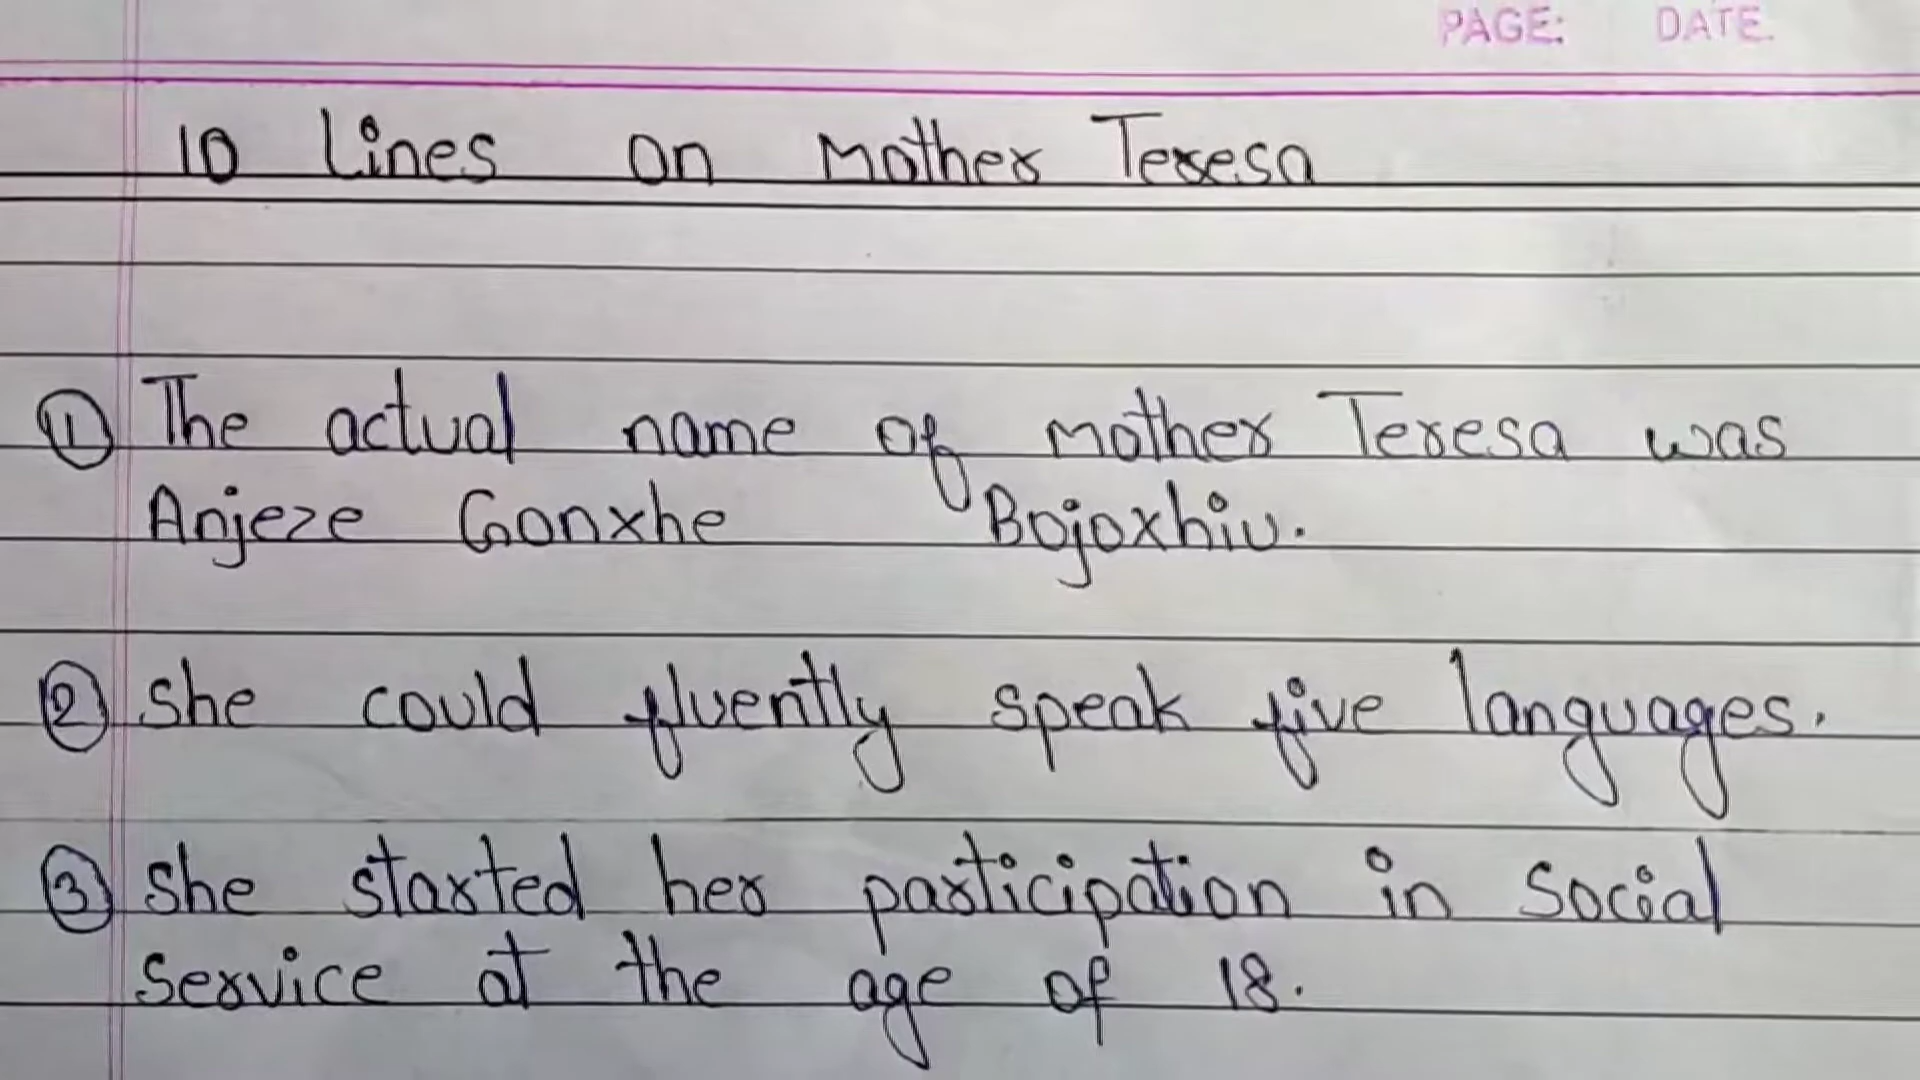 PAGE: DATE.
10 Lines on Mother Teresa
① The actual name of Mother Teresa was
Anjeze Gonxhe Bojoxhiu.
② She could fluently speak five languages.
③ She started her participation in Social
Service at the age of 18.